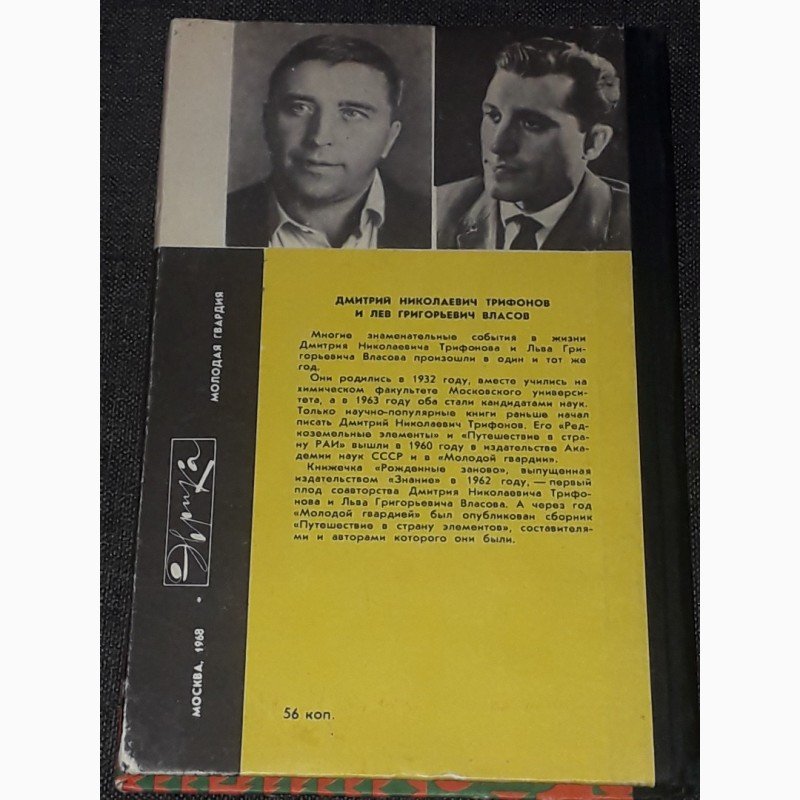 ДМИТРИЙ НИКОЛАЕВИЧ ТРИФОНОВ
И ЛЕВ ГРИГОРЬЕВИЧ ВЛАСОВ
Многие знаменательные события в жизни
Дмитрия Николаевича Трифонова и Льва Гри-
горьевича Власова произошли в один и тот же
год.
Они родились в 1932 году, вместе учились на
химическом факультете Московского универси-
тета, а в 1963 году оба стали кандидатами наук.
Только научно-популярные книги раньше начал
писать Дмитрий Николаевич Трифонов. Его «Ред-
коземельные элементы» и «Путешествие в стра-
ну РАИ» вышли в 1960 году в издательстве Ака-
демии наук СССР и в «Молодой гвардии».
Книжечка «Рожденные заново», выпущенная
издательством «Знание» в 1962 году, — первый
плод соавторства Дмитрия Николаевича Трифо-
нова и Льва Григорьевича Власова. А через год
«Молодой гвардией» был опубликован сборник
«Путешествие в страну элементов», составителя-
ми и авторами которого они были.
56 коп.
МОСКВА, 1968 •
Эврика
МОЛОДАЯ ГВАРДИЯ